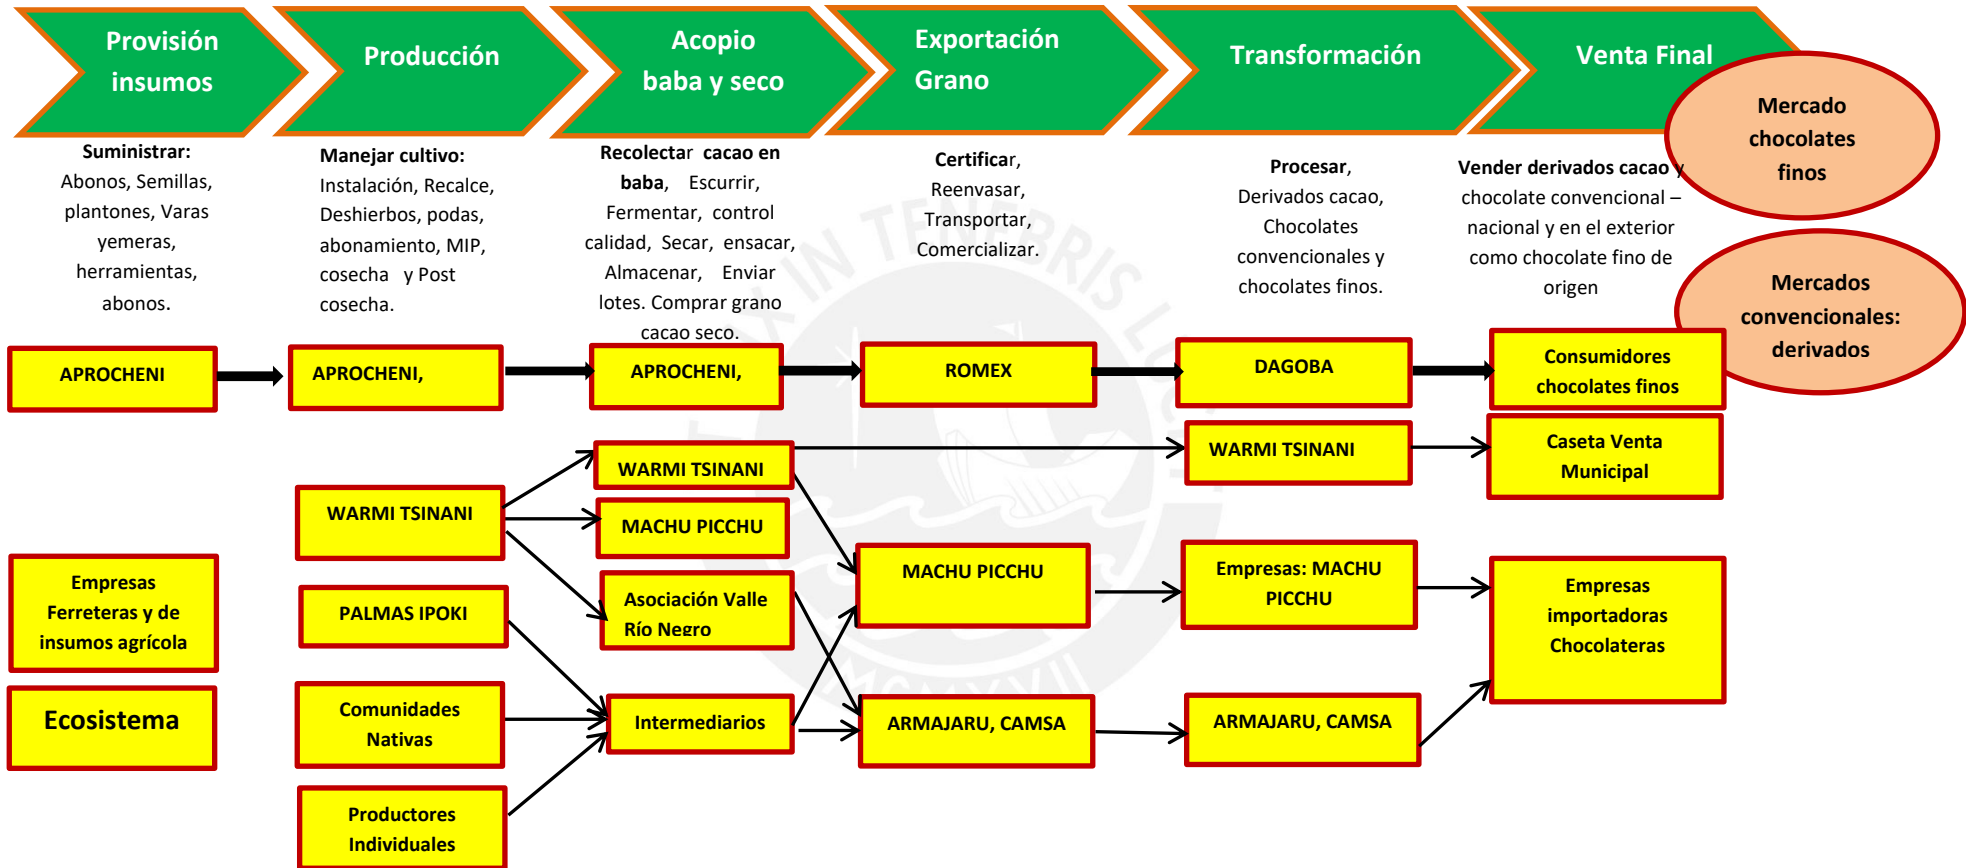 Provisión
insumos
Producción
Acopio
baba y seco
Exportación
Grano
Transformación
Venta Final
Mercado
chocolates
finos
Mercados
convencionales:
derivados
Suministrar:
Abonos, Semillas,
plantones, Varas
yemeras,
herramientas,
abonos.
Manejar cultivo:
Instalación, Recalce,
Deshierbos, podas,
abonamiento, MIP,
cosecha y Post
cosecha.
Recolectar cacao en
baba, Escurrir,
Fermentar, control
calidad, Secar, ensacar,
Almacenar, Enviar
lotes. Comprar grano
cacao seco.
Certificar,
Reenvasar,
Transportar,
Comercializar.
Procesar,
Derivados cacao,
Chocolates
convencionales y
chocolates finos.
Vender derivados cacao y
chocolate convencional –
nacional y en el exterior
como chocolate fino de
origen
APROCHENI
APROCHENI,
APROCHENI,
ROMEX
DAGOBA
Consumidores
chocolates finos
WARMI TSINANI
WARMI TSINANI
WARMI TSINANI
Caseta Venta
Municipal
MACHU PICCHU
Empresas
Ferreteras y de
insumos agrícola
PALMAS IPOKI
Asociación Valle
Río Negro
MACHU PICCHU
Empresas: MACHU
PICCHU
Empresas
importadoras
Chocolateras
Ecosistema
Comunidades
Nativas
Intermediarios
ARMAJARU, CAMSA
ARMAJARU, CAMSA
Productores
Individuales
MCMXVII